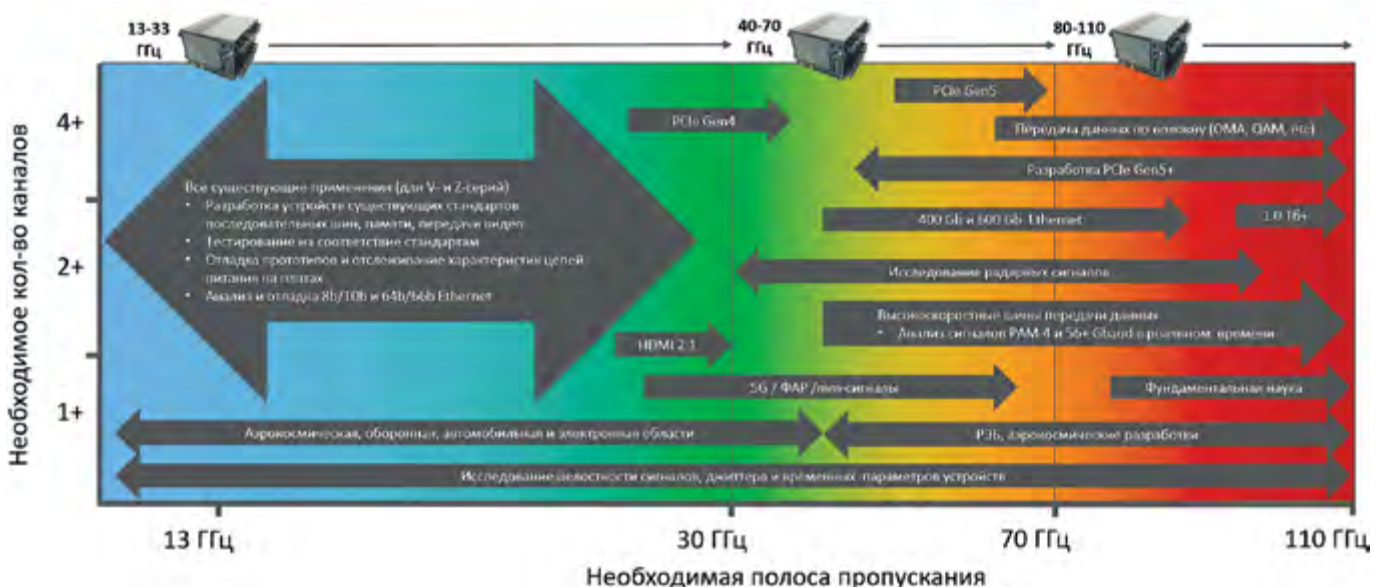 13-33
ГГц
40-70
ГГц
80-110
ГГц
Необходимое кол-во каналов
4+
2+
1+
PCIe Gen5
PCIe Gen4
Передача данных по волокну (OMA, QAM, etc)
Разработка PCIe Gen5+
Все существующие применения (для V- и Z-серий)
• Разработка устройств существующих стандартов
последовательных шин, памяти, передачи видео
• Тестирование на соответствие стандартам
• Отладка прототипов и отслеживание характеристик цепей
питания на платах
• Анализ и отладка 8b/10b и 64b/66b Ethernet
400 Gb и 600 Gb Ethernet
1.0 Тб+
Исследование радарных сигналов
Высокоскоростные шины передачи данных
• Анализ сигналов PAM-4 и 56+ Gbaud в реальном времени
HDMI 2.1
5G / ФАР /mm-сигналы
Фундаментальная наука
Аэрокосмическая, оборонная, автомобильная и электронная области
РЭБ, аэрокосмические разработки
Исследование целостности сигналов, джиттера и временных параметров устройств
13 ГГц
30 ГГц
70 ГГц
110 ГГц
Необходимая полоса пропускания